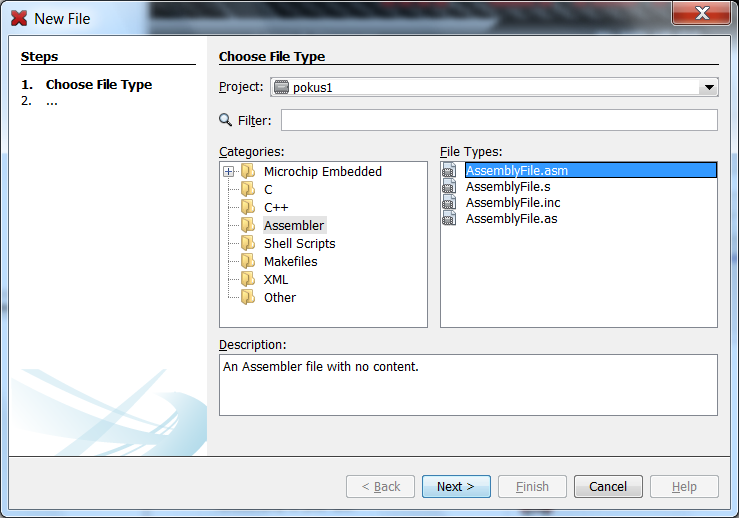 New File
Steps
1. Choose File Type
2. ...
Choose File Type
Project: pokus1
Filter:
Categories:
Microchip Embedded
C
C++
Assembler
Shell Scripts
Makefiles
XML
Other
File Types:
AssemblyFile.asm
AssemblyFile.s
AssemblyFile.inc
AssemblyFile.as
Description:
An Assembler file with no content.
< Back Next > Finish Cancel Help